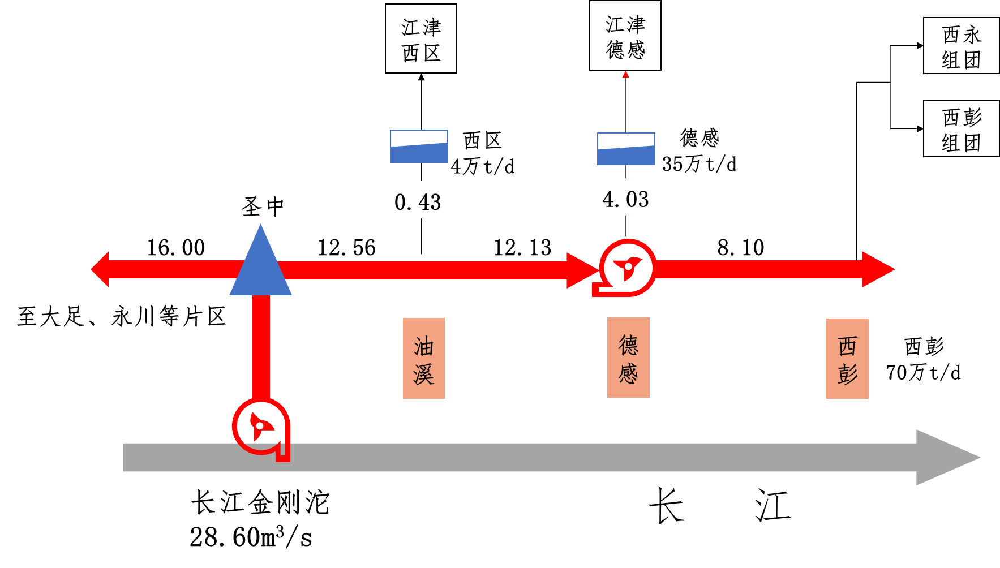 江津
西区
江津
德感
西永
组团
西彭
组团
西区
4万t/d
德感
35万t/d
0.43
4.03
圣中
16.00
12.56
12.13
8.10
至大足、永川等片区
油
溪
德
感
西
彭
西彭
70万t/d
长江金刚沱
28.60m³/s
长 江